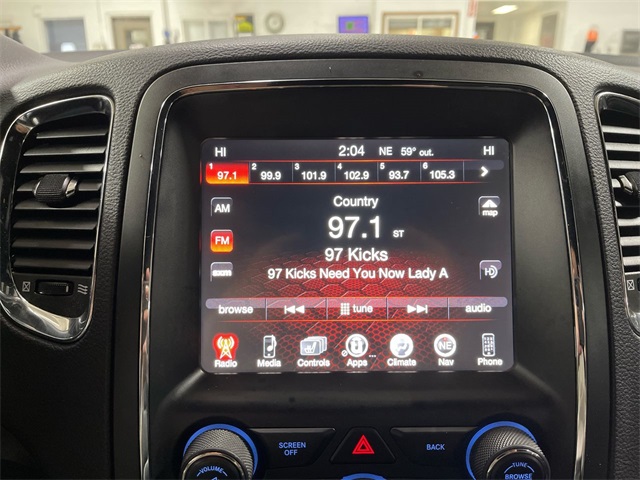 HI 2:04 NE 59° out. HI
1 97.1 2 99.9 3 101.9 4 102.9 5 93.7 6 105.3
AM
Country
map
97.1 ST
FM
97 Kicks
97 Kicks Need You Now Lady A
browse tune audio
Radio Media Controls Apps Climate NE Nav Phone
SCREEN OFF BACK
VOLUME TUNE
BROWSE